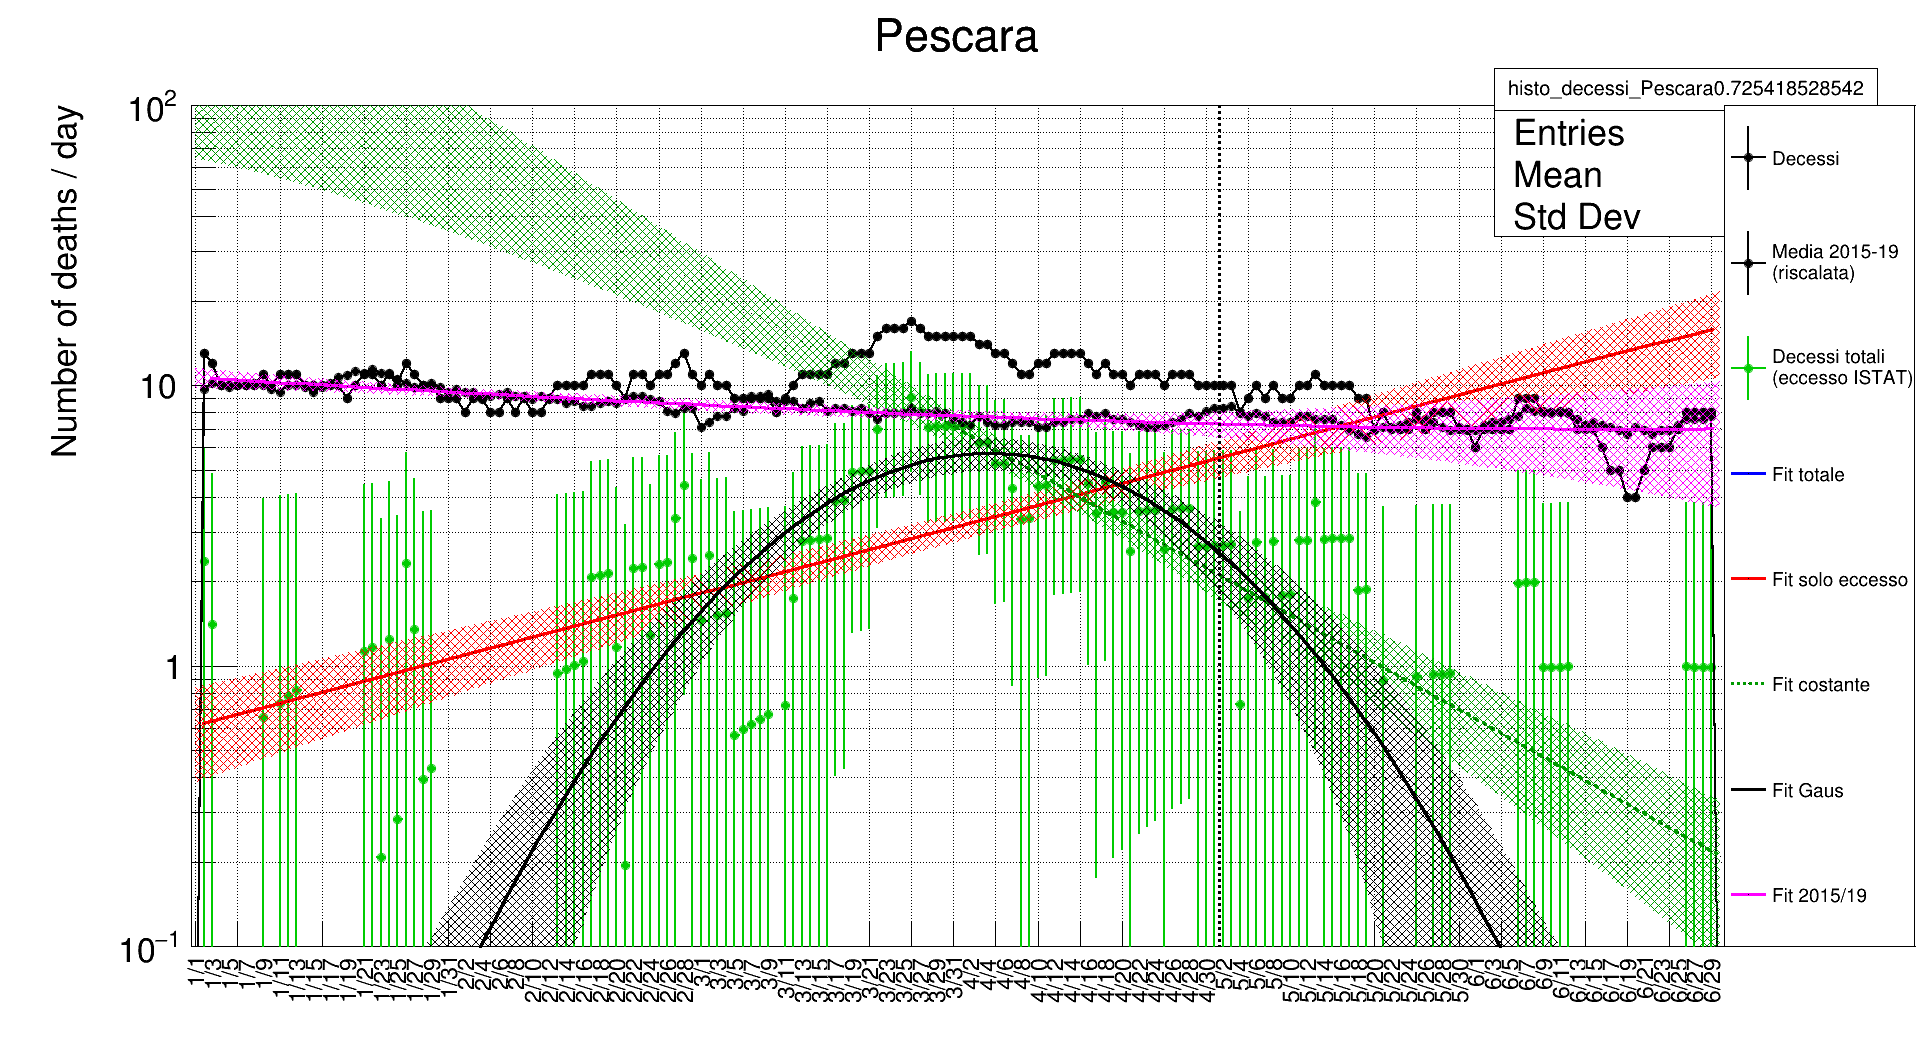 Pescara
histo_decessi_Pescara0.725418528542
Entries
Mean
Std Dev
Number of deaths / day
10²
10
1
10⁻¹
1/1 1/3 1/5 1/7 1/9 1/11 1/13 1/15 1/17 1/19 1/21 1/23 1/25 1/27 1/29 1/31 2/2 2/4 2/6 2/8 2/10 2/12 2/14 2/16 2/18 2/20 2/22 2/24 2/26 2/28 3/1 3/3 3/5 3/7 3/9 3/11 3/13 3/15 3/17 3/19 3/21 3/23 3/25 3/27 3/29 3/31 4/2 4/4 4/6 4/8 4/10 4/12 4/14 4/16 4/18 4/20 4/22 4/24 4/26 4/28 4/30 5/2 5/4 5/6 5/8 5/10 5/12 5/14 5/16 5/18 5/20 5/22 5/24 5/26 5/28 5/30 6/1 6/3 6/5 6/7 6/9 6/11 6/13 6/15 6/17 6/19 6/21 6/23 6/25 6/27 6/29
Decessi
Media 2015-19
(riscalata)
Decessi totali
(eccesso ISTAT)
Fit totale
Fit solo eccesso
Fit costante
Fit Gaus
Fit 2015/19